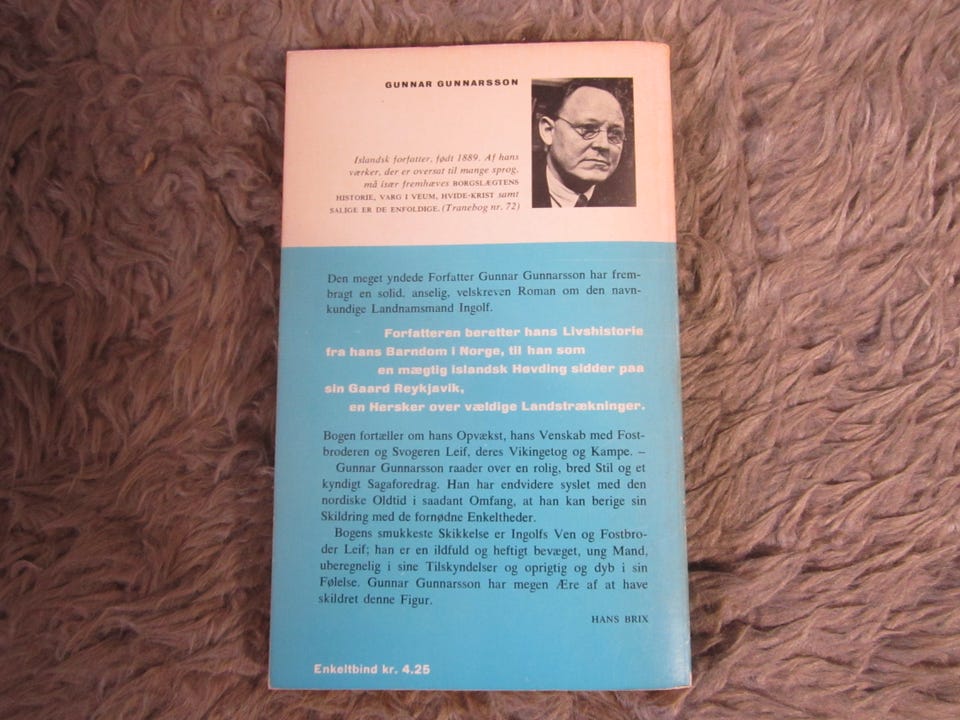 GUNNAR GUNNARSSON
Islandsk forfatter, født 1889. Af hans
værker, der er oversat til mange sprog,
må især fremhæves BORGSLÆGTENS
HISTORIE, VARG I VEUM, HVIDE-KRIST samt
SALIGE ER DE ENFOLDIGE. (Tranebog nr. 72)
Den meget yndede Forfatter Gunnar Gunnarsson har frem-
bragt en solid, anselig, velskreven Roman om den navn-
kundige Landnamsmand Ingolf.
Forfatteren beretter hans Livshistorie
fra hans Barndom i Norge, til han som
en mægtig islandsk Høvding sidder paa
sin Gaard Reykjavik,
en Hersker over vældige Landstrækninger.
Bogen fortæller om hans Opvækst, hans Venskab med Fost-
broderen og Svogeren Leif, deres Vikingetog og Kampe. –
Gunnar Gunnarsson raader over en rolig, bred Stil og et
kyndigt Sagaforedrag. Han har endvidere syslet med den
nordiske Oldtid i saadant Omfang, at han kan berige sin
Skildring med de fornødne Enkeltheder.
Bogens smukkeste Skikkelse er Ingolfs Ven og Fostbro-
der Leif; han er en ildfuld og heftigt bevæget, ung Mand,
uberegnelig i sine Tilskyndelser og oprigtig og dyb i sin
Følelse. Gunnar Gunnarsson har megen Ære af at have
skildret denne Figur.
HANS BRIX
Enkeltbind kr. 4.25